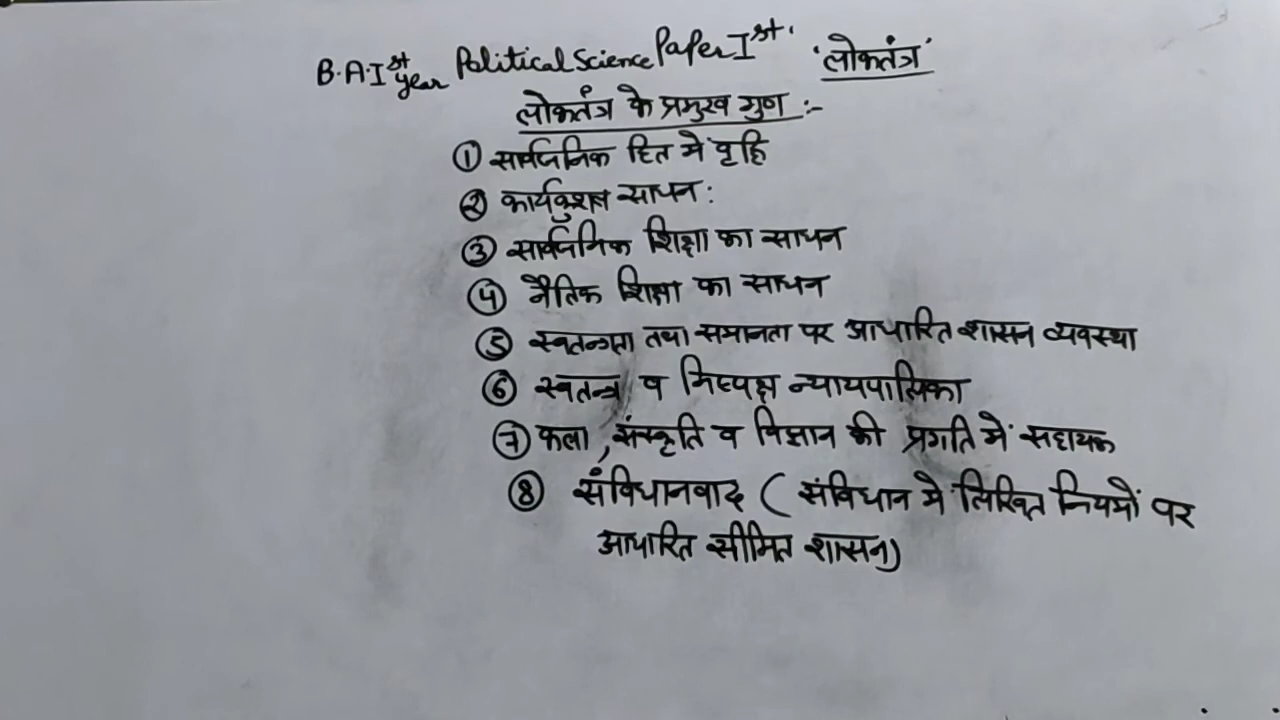 B.A.Ist year Political Science Paper Ist. 'लोकतंत्र'
लोकतंत्र के प्रमुख गुण :-
① सार्वजनिक हित में वृद्धि
② कार्यकुशल साधन :
③ सार्वजनिक शिक्षा का साधन
④ नैतिक शिक्षा का साधन
⑤ स्वतन्त्रता तथा समानता पर आधारित शासन व्यवस्था
⑥ स्वतन्त्र व निष्पक्ष न्यायपालिका
⑦ कला, संस्कृति व विज्ञान की प्रगति में सहायक
⑧ संविधानवाद ( संविधान में लिखित नियमों पर
आधारित सीमित शासन)